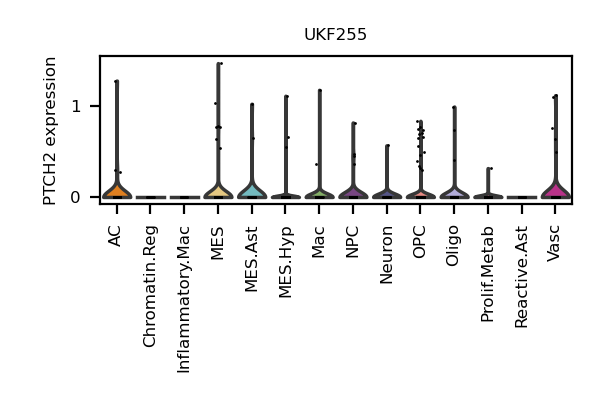 UKF255
PTCH2 expression
1
0
AC
Chromatin.Reg
Inflammatory.Mac
MES
MES.Ast
MES.Hyp
Mac
NPC
Neuron
OPC
Oligo
Prolif.Metab
Reactive.Ast
Vasc